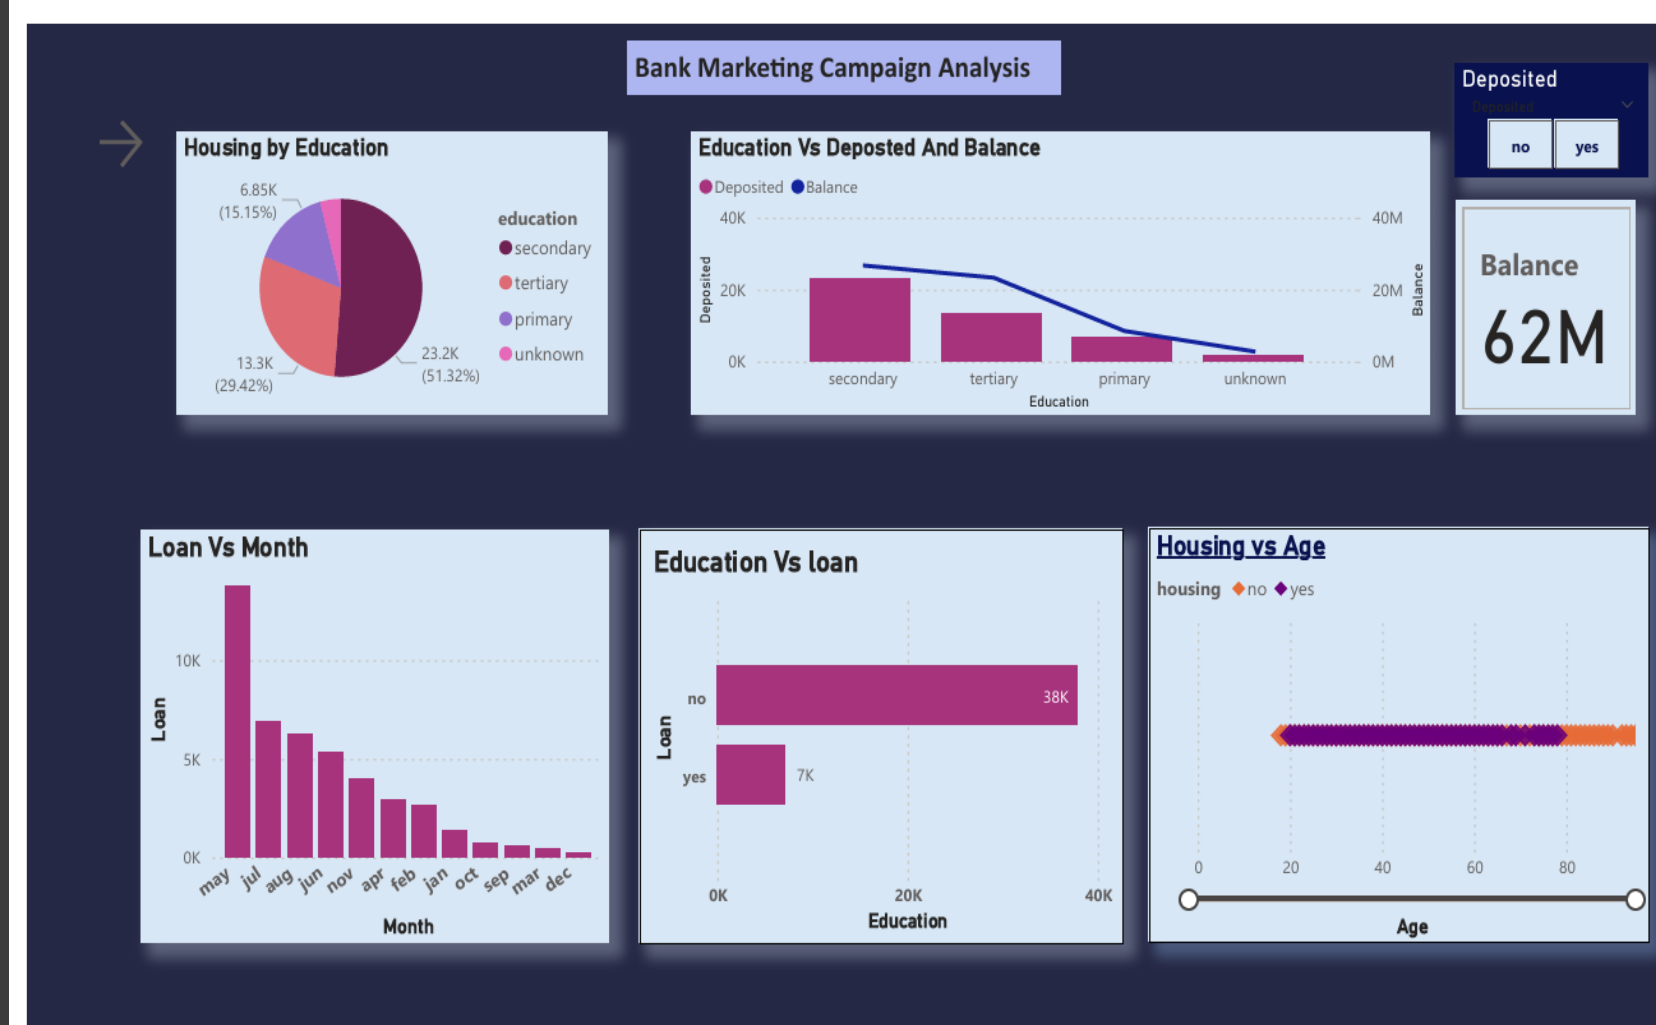 Bank Marketing Campaign Analysis
Deposited
Deposited
no
yes
Housing by Education
6.85K
(15.15%)
13.3K
(29.42%)
23.2K
(51.32%)
education
secondary
tertiary
primary
unknown
Education Vs Deposted And Balance
Deposited Balance
40K
20K
0K
Deposited
40M
20M
0M
Balance
secondary tertiary primary unknown
Education
Balance
62M
Loan Vs Month
10K
5K
0K
Loan
may jul aug jun nov apr feb jan oct sep mar dec
Month
Education Vs loan
Loan
no 38K
yes 7K
0K 20K 40K
Education
Housing vs Age
housing no yes
0 20 40 60 80
Age